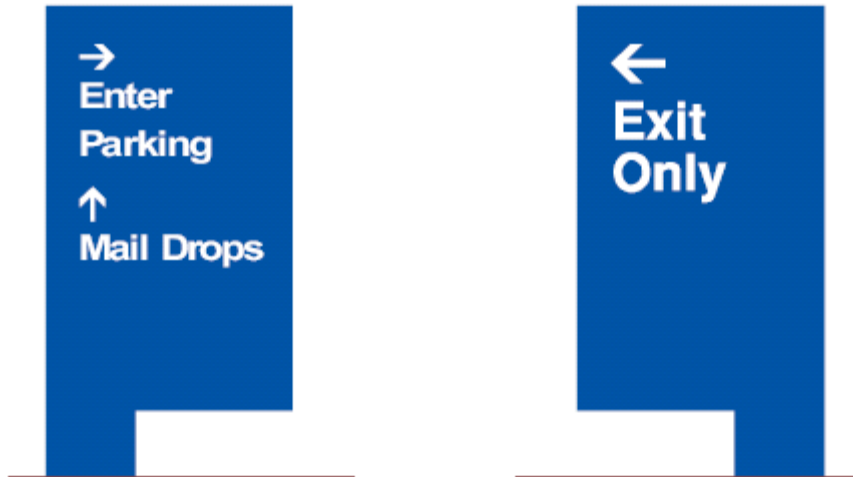 →
Enter
Parking
↑
Mail Drops
←
Exit
Only